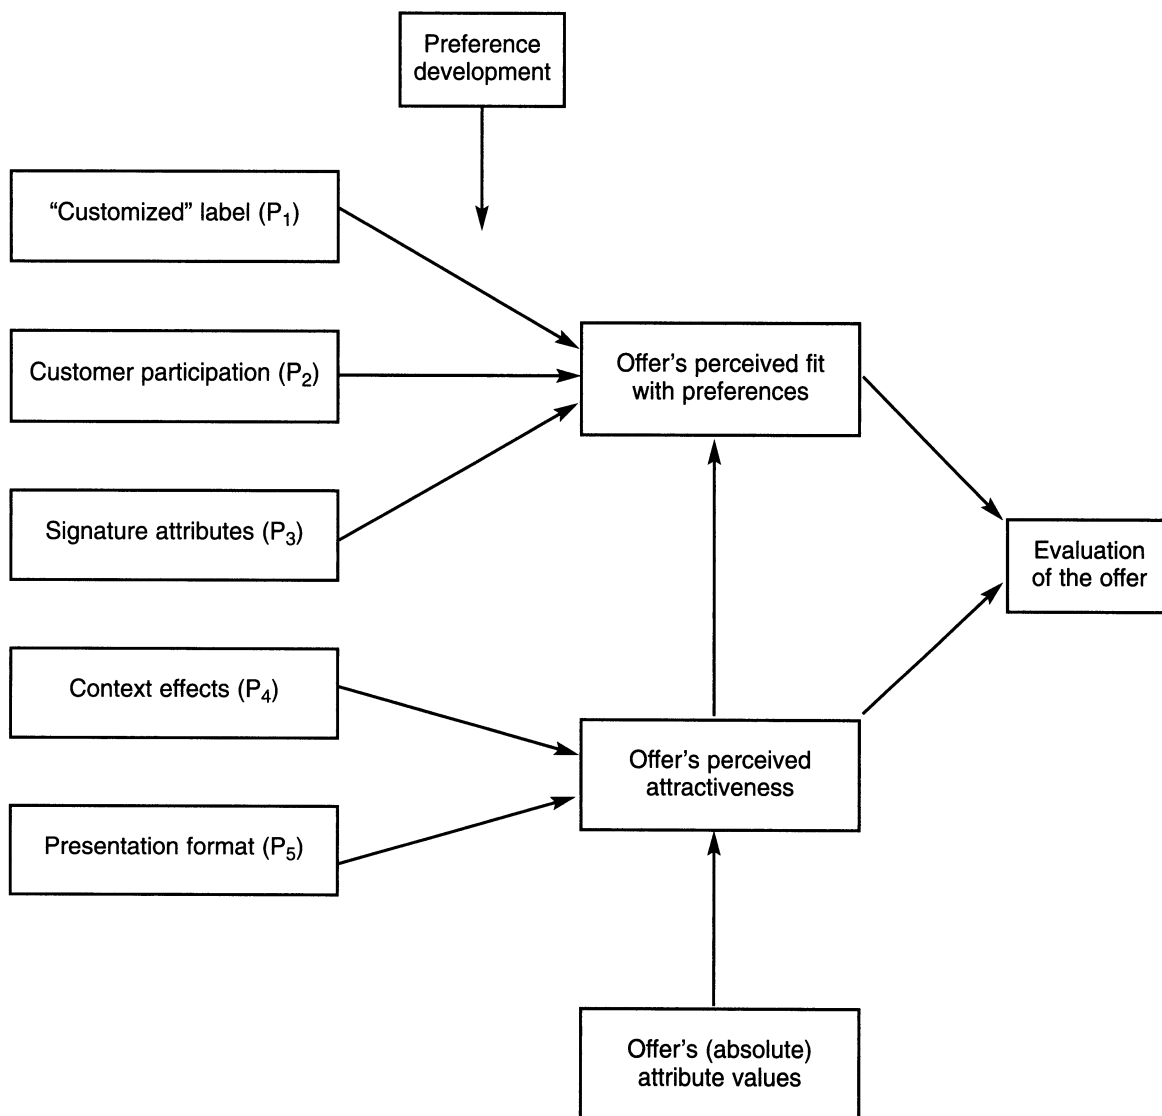 Preference
development
“Customized” label (P₁)
Customer participation (P₂)
Signature attributes (P₃)
Context effects (P₄)
Presentation format (P₅)
Offer’s perceived fit
with preferences
Offer’s perceived
attractiveness
Offer’s (absolute)
attribute values
Evaluation
of the offer